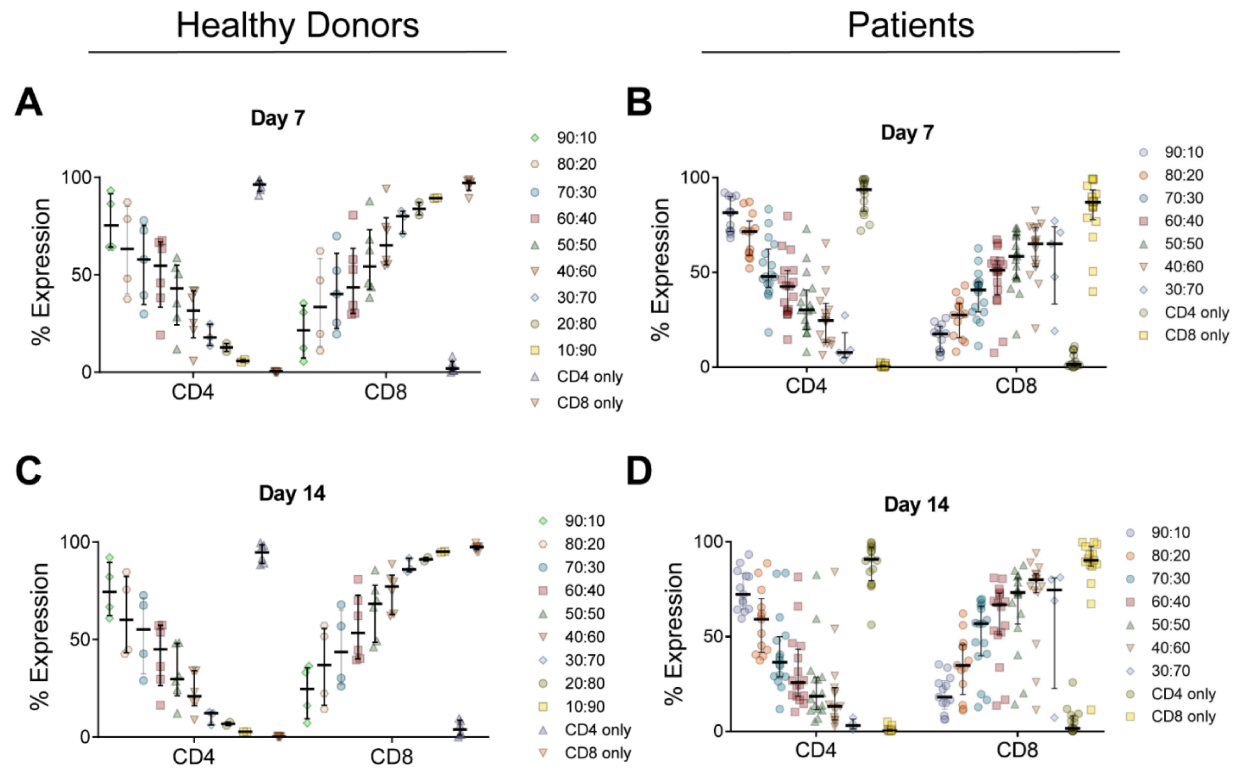 Healthy Donors
Patients
A
Day 7
% Expression
100
50
0
CD4
CD8
90:10
80:20
70:30
60:40
50:50
40:60
30:70
20:80
10:90
CD4 only
CD8 only
B
Day 7
% Expression
100
50
0
CD4
CD8
90:10
80:20
70:30
60:40
50:50
40:60
30:70
CD4 only
CD8 only
C
Day 14
% Expression
100
50
0
CD4
CD8
90:10
80:20
70:30
60:40
50:50
40:60
30:70
20:80
10:90
CD4 only
CD8 only
D
Day 14
% Expression
100
50
0
CD4
CD8
90:10
80:20
70:30
60:40
50:50
40:60
30:70
CD4 only
CD8 only